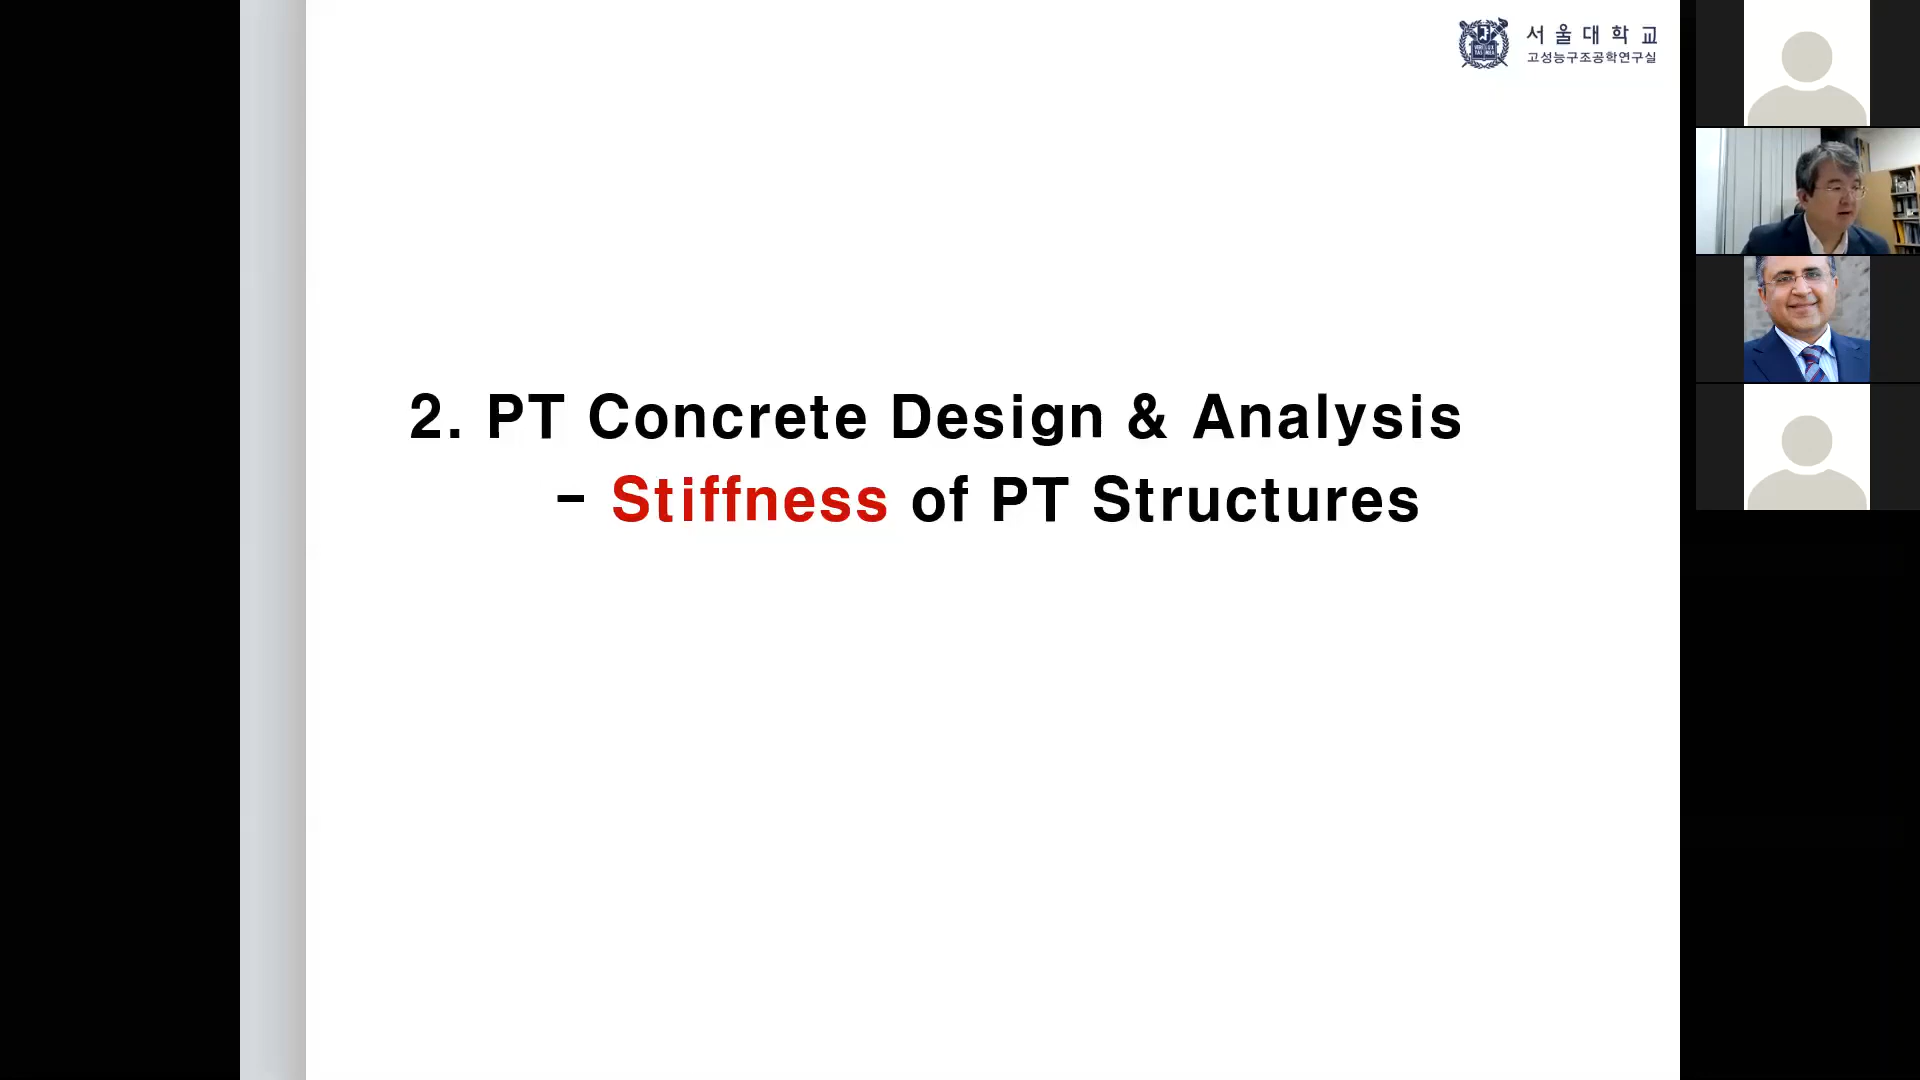 서울대학교
고성능구조공학연구실
2. PT Concrete Design & Analysis
- Stiffness of PT Structures